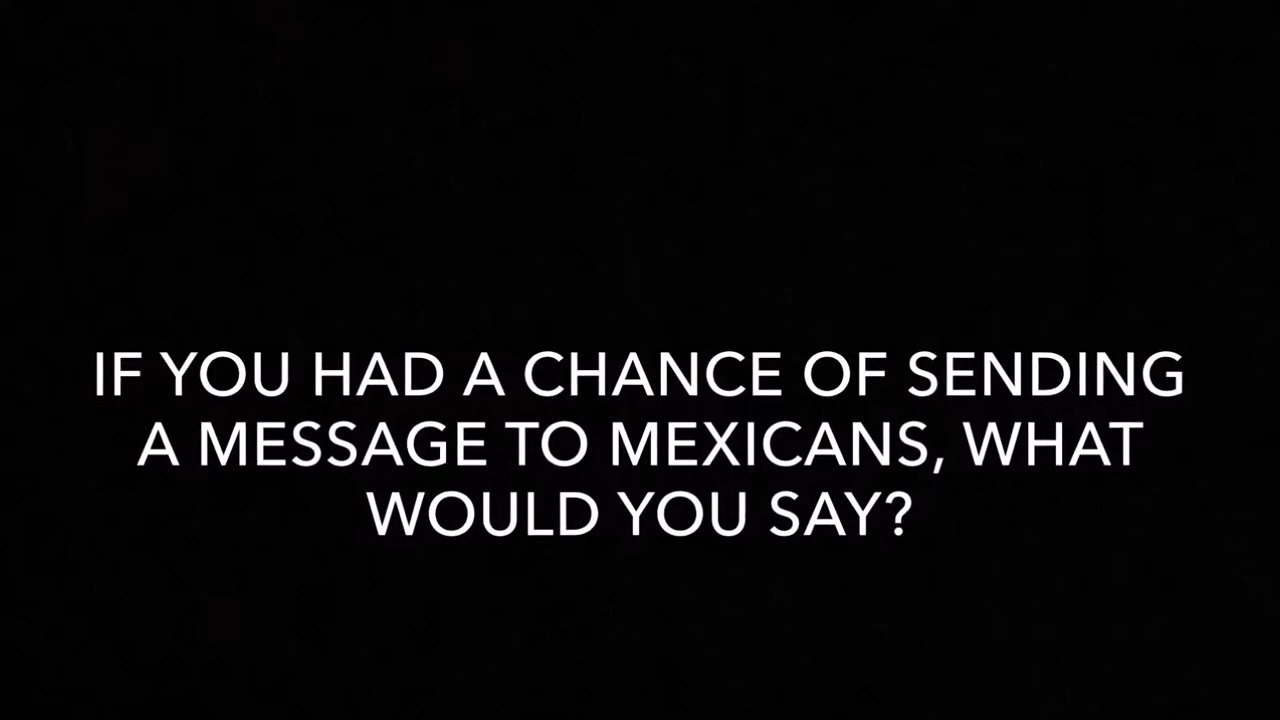 IF YOU HAD A CHANCE OF SENDING
A MESSAGE TO MEXICANS, WHAT
WOULD YOU SAY?